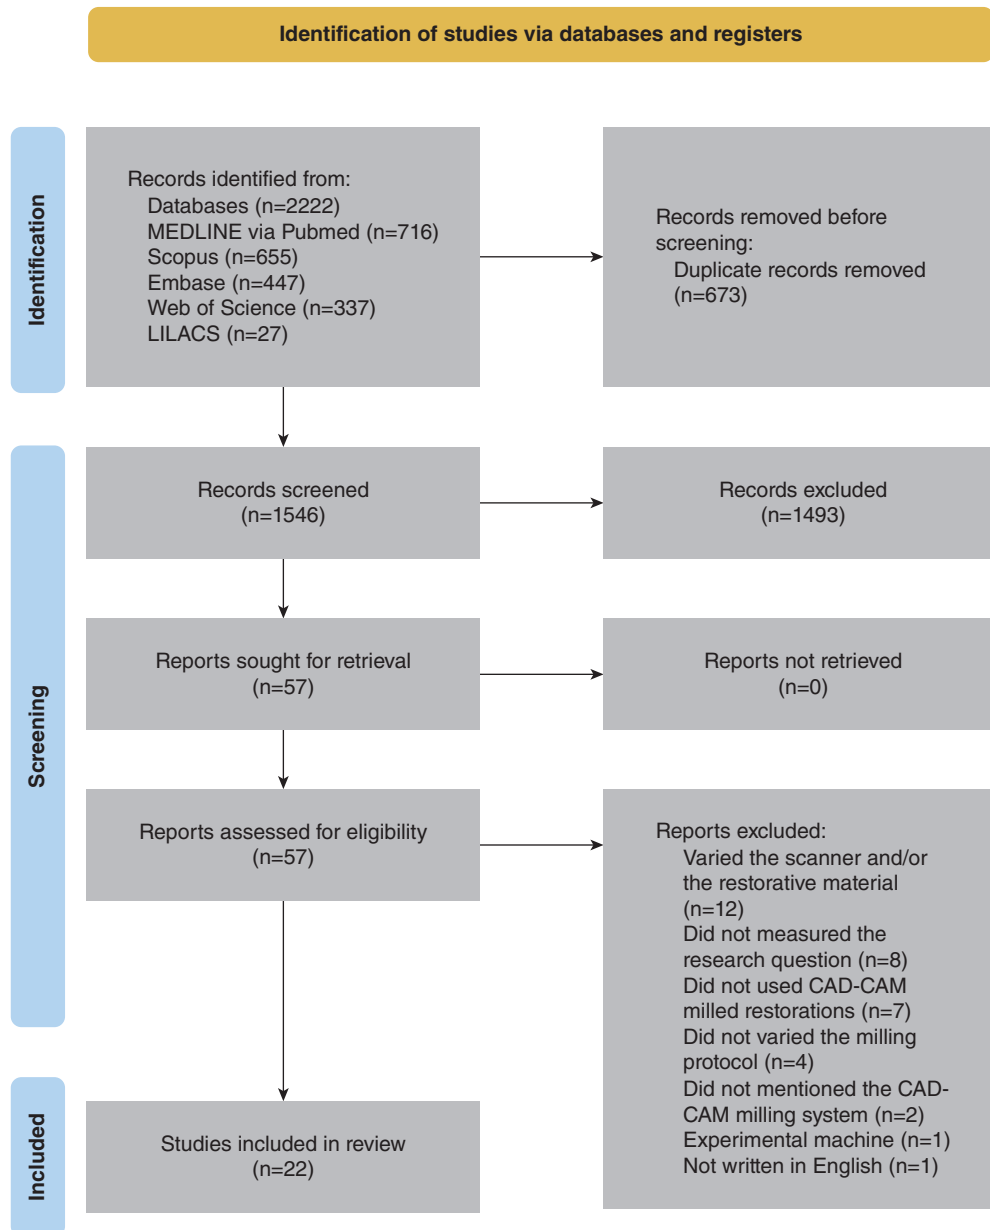 Identification of studies via databases and registers
Identification
Records identified from:
Databases (n=2222)
MEDLINE via Pubmed (n=716)
Scopus (n=655)
Embase (n=447)
Web of Science (n=337)
LILACS (n=27)
Records removed before
screening:
Duplicate records removed
(n=673)
Screening
Records screened
(n=1546)
Records excluded
(n=1493)
Reports sought for retrieval
(n=57)
Reports not retrieved
(n=0)
Reports assessed for eligibility
(n=57)
Reports excluded:
Varied the scanner and/or
the restorative material
(n=12)
Did not measured the
research question (n=8)
Did not used CAD-CAM
milled restorations (n=7)
Did not varied the milling
protocol (n=4)
Did not mentioned the CAD-
CAM milling system (n=2)
Experimental machine (n=1)
Not written in English (n=1)
Included
Studies included in review
(n=22)